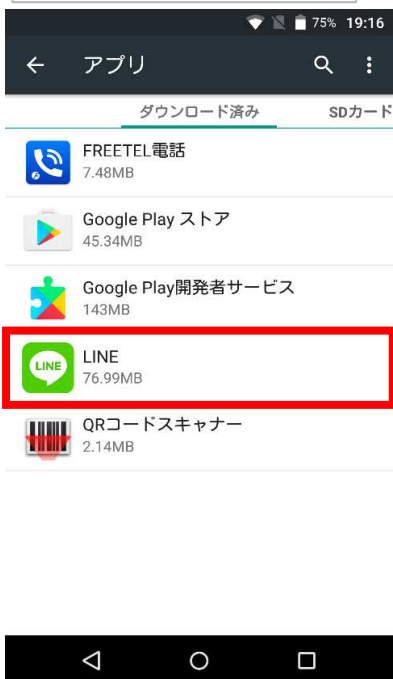 75% 19:16
アプリ
ダウンロード済み SDカード
FREETEL電話
7.48MB
Google Play ストア
45.34MB
Google Play開発者サービス
143MB
LINE
LINE
76.99MB
QRコードスキャナー
2.14MB